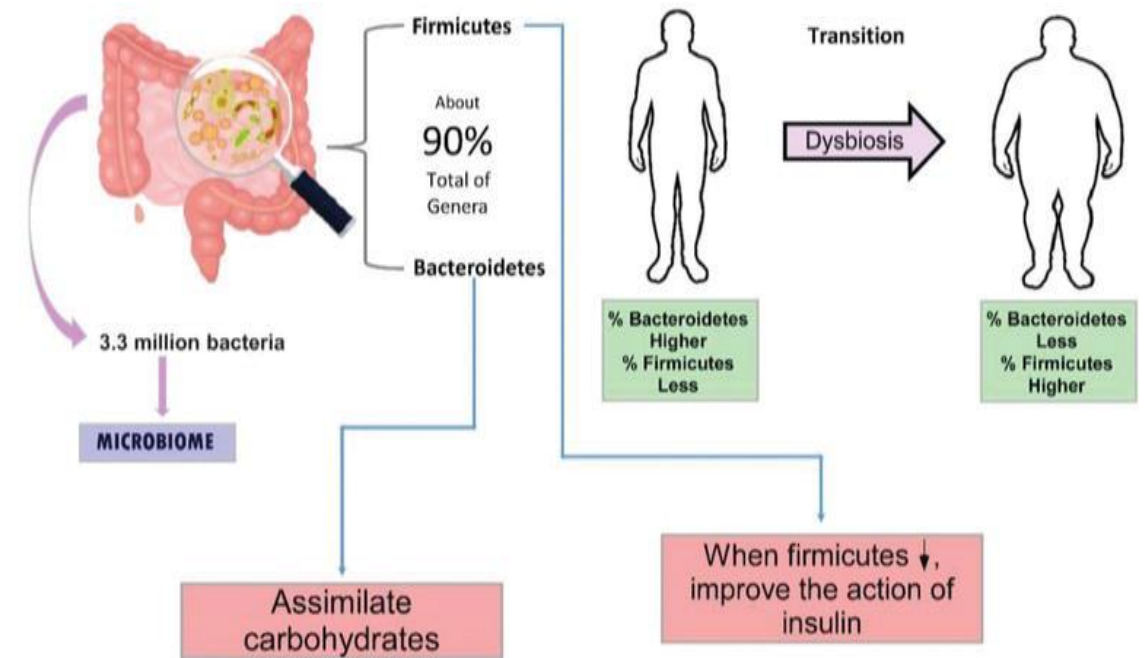 Firmicutes
About
90%
Total of
Genera
Bacteroidetes
3.3 million bacteria
MICROBIOME
Transition
Dysbiosis
% Bacteroidetes
Higher
% Firmicutes
Less
% Bacteroidetes
Less
% Firmicutes
Higher
Assimilate
carbohydrates
When firmicutes ↓,
improve the action of
insulin